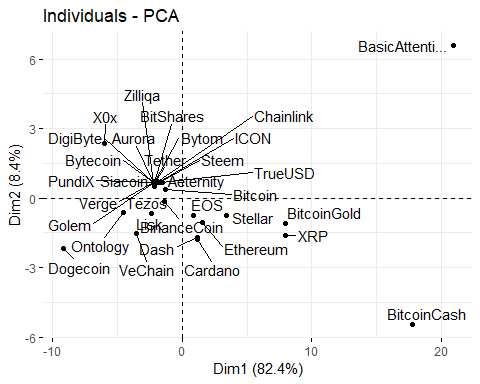 Individuals - PCA
BasicAttenti...
Zilliqa
X0x
BitShares
Chainlink
DigiByte
Aurora
Bytom
ICON
Bytecoin
Tether
Steem
TrueUSD
PundiX
Siacoin
Aeternity
Bitcoin
Verge
Tezos
EOS
BitcoinGold
Golem
Lisk
BinanceCoin
Stellar
XRP
Ontology
Dash
Ethereum
Dogecoin
VeChain
Cardano
BitcoinCash
6
3
0
-3
-6
-10
0
10
20
Dim1 (82.4%)
Dim2 (8.4%)